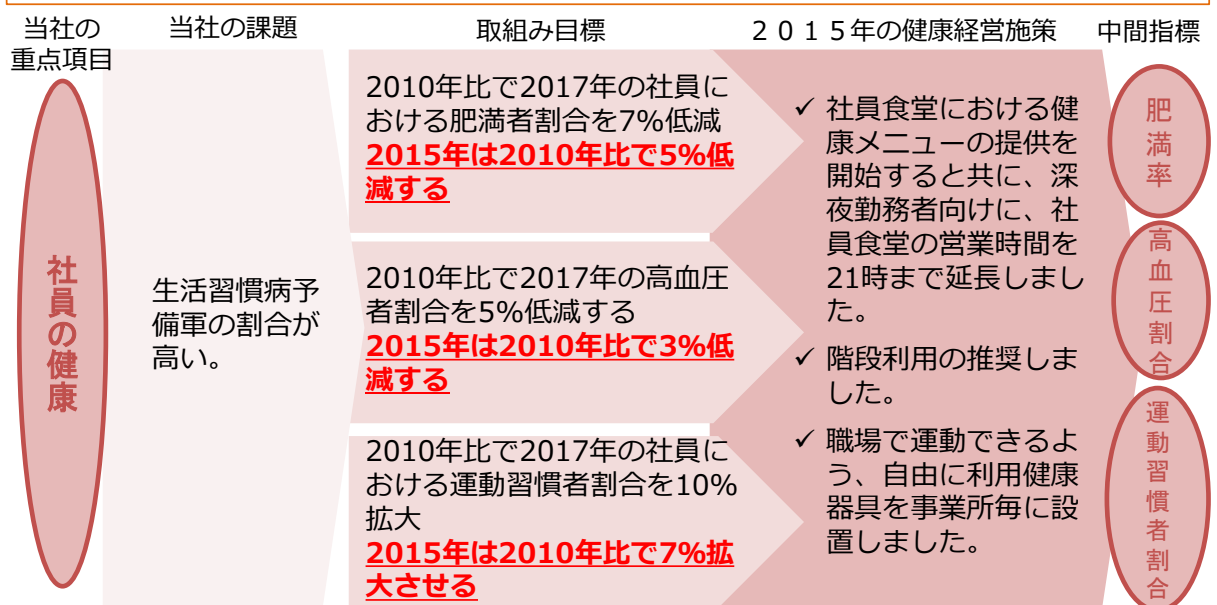 当社の
重点項目
当社の課題
取組み目標
２０１５年の健康経営施策
中間指標
社員の健康
生活習慣病予
備軍の割合が
高い。
2010年比で2017年の社員に
おける肥満者割合を7%低減
2015年は2010年比で5%低
減する
2010年比で2017年の高血圧
者割合を5%低減する
2015年は2010年比で3%低
減する
2010年比で2017年の社員に
おける運動習慣者割合を10%
拡大
2015年は2010年比で7%拡
大させる
✓ 社員食堂における健
康メニューの提供を
開始すると共に、深
夜勤務者向けに、社
員食堂の営業時間を
21時まで延長しまし
た。
✓ 階段利用の推奨しま
した。
✓ 職場で運動できるよ
う、自由に利用健康
器具を事業所毎に設
置しました。
肥満率
高血圧割合
運動習慣者割合